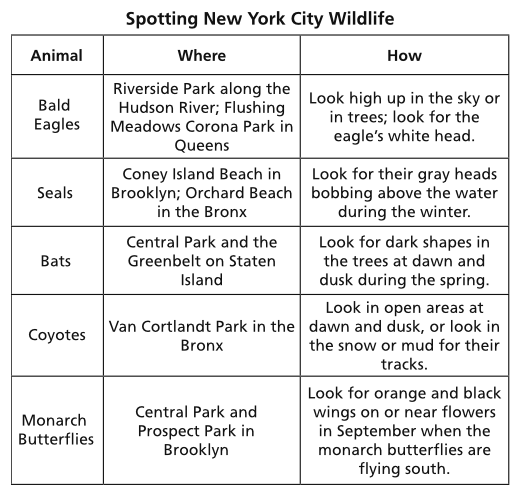 Spotting New York City Wildlife
Animal
Where
How
Bald
Eagles
Riverside Park along the
Hudson River; Flushing
Meadows Corona Park in
Queens
Look high up in the sky or
in trees; look for the
eagle's white head.
Seals
Coney Island Beach in
Brooklyn; Orchard Beach
in the Bronx
Look for their gray heads
bobbing above the water
during the winter.
Bats
Central Park and the
Greenbelt on Staten
Island
Look for dark shapes in
the trees at dawn and
dusk during the spring.
Coyotes
Van Cortlandt Park in the
Bronx
Look in open areas at
dawn and dusk, or look in
the snow or mud for their
tracks.
Monarch
Butterflies
Central Park and
Prospect Park in
Brooklyn
Look for orange and black
wings on or near flowers
in September when the
monarch butterflies are
flying south.